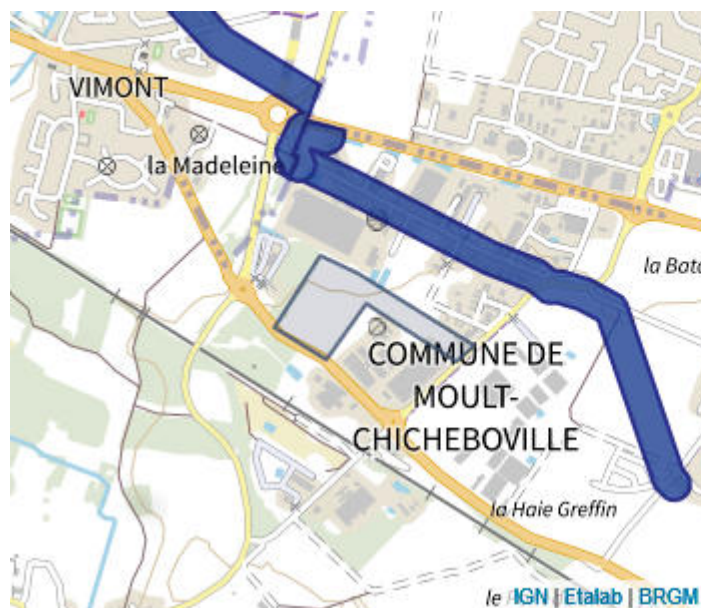 VIMONT
la Madeleine
la Bata
COMMUNE DE
MOULT-
CHICHEBOVILLE
la Haie Greffin
le
IGN | Etalab | BRGM